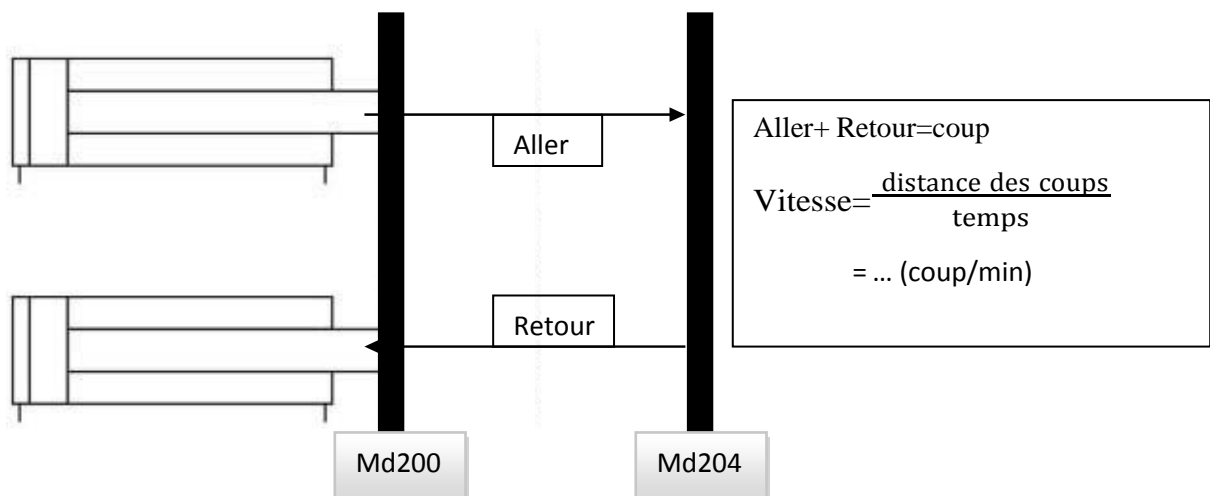 Aller
Aller+ Retour=coup
Vitesse=distance des coups
temps
= ... (coup/min)
Retour
Md200
Md204